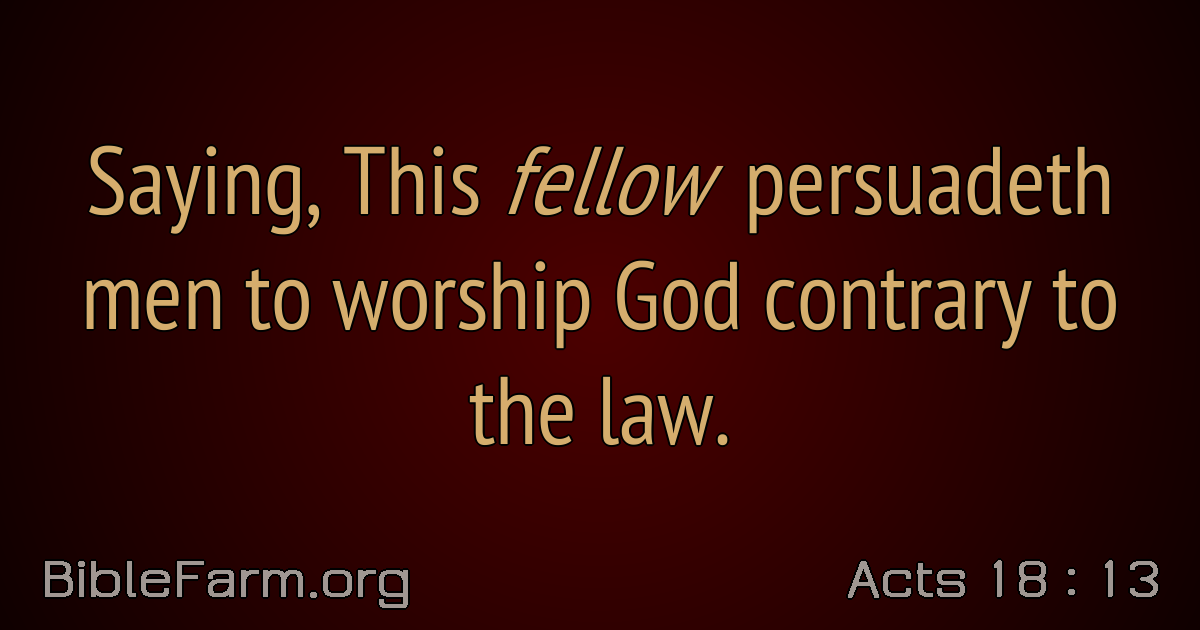 Saying, This fellow persuadeth
men to worship God contrary to
the law.
BibleFarm.org
Acts 18 : 13